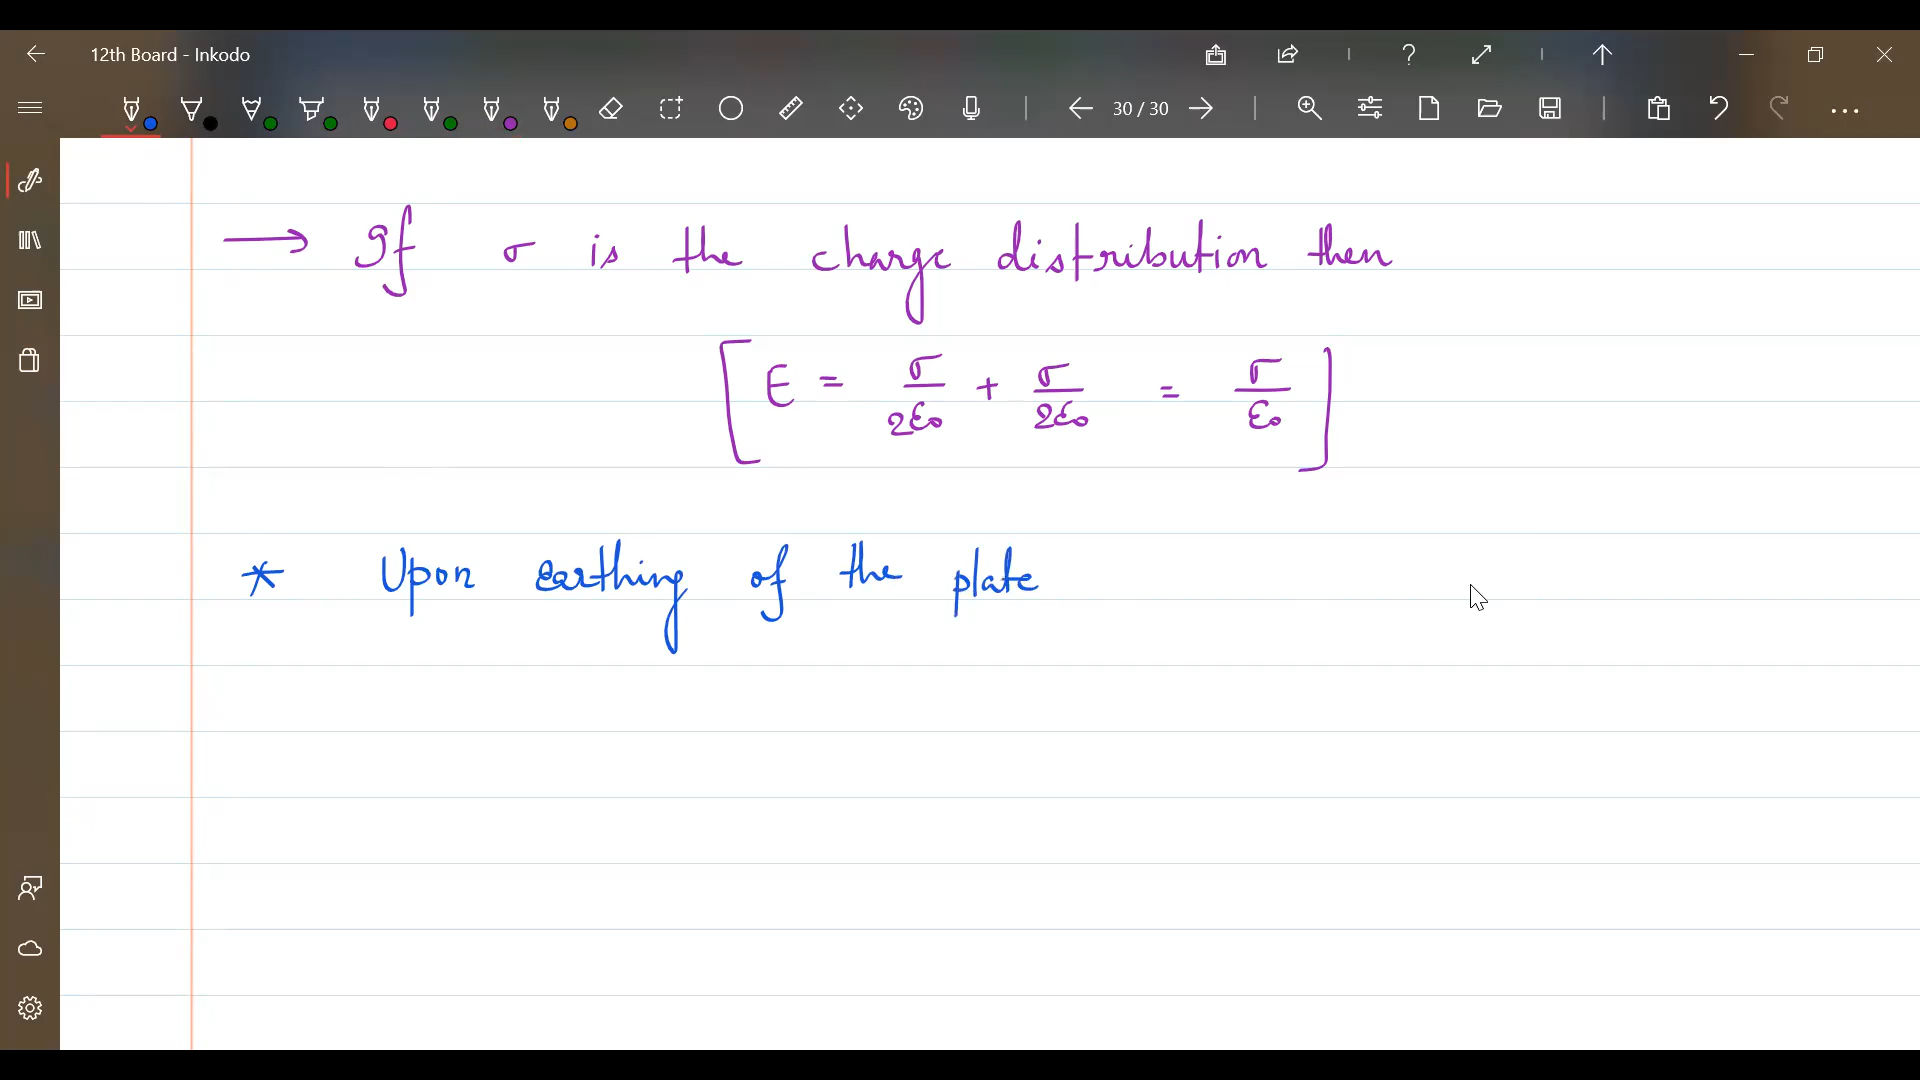 12th Board - Inkodo
30 / 30
→ If σ is the charge distribution then
[ E = σ/2ε₀ + σ/2ε₀ = σ/ε₀ ]
* Upon earthing of the plate